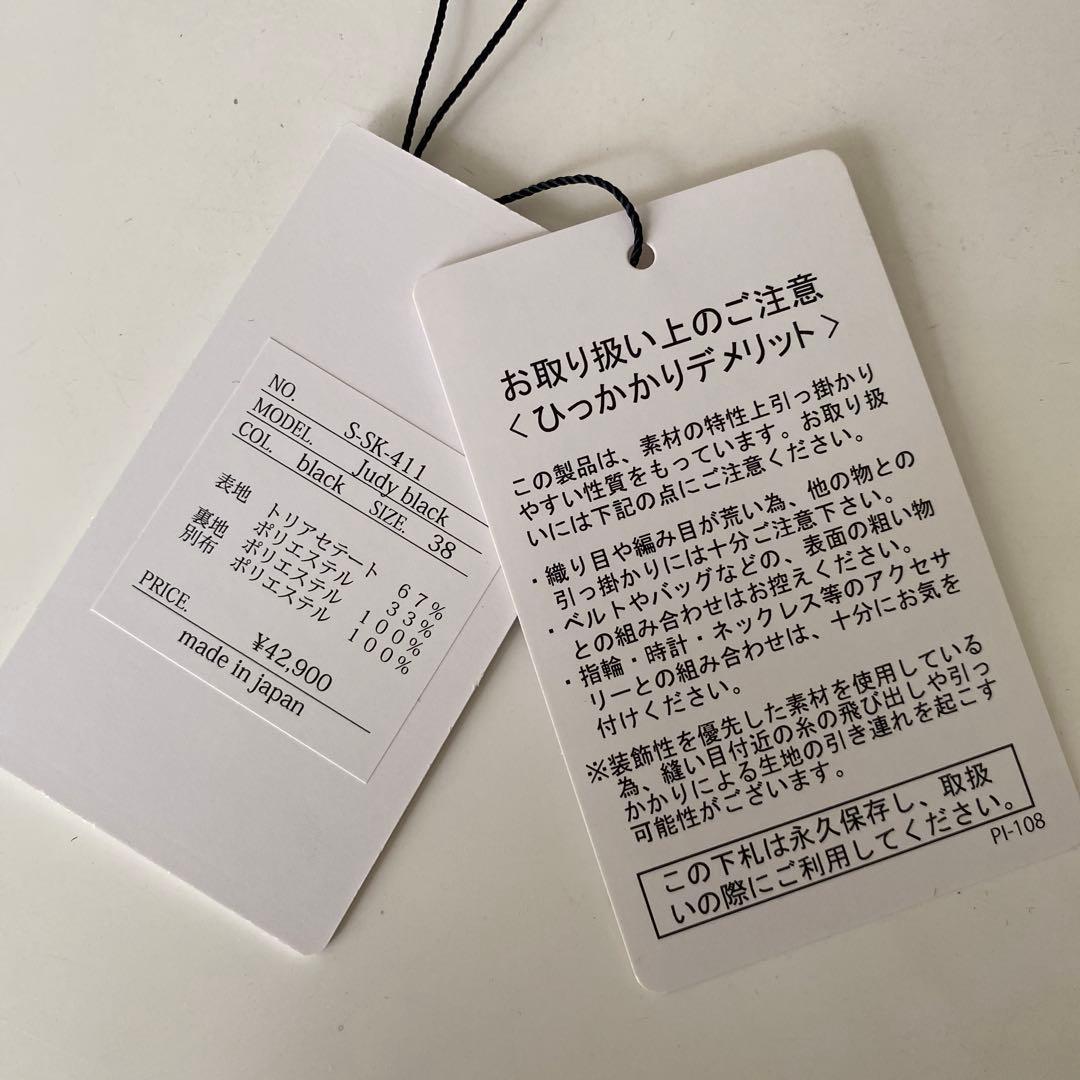 NO. S-SK-411
MODEL. Judy black
COL. black SIZE. 38
表地 トリアセテート 67%
ポリエステル 33%
裏地 ポリエステル 100%
別布 ポリエステル 100%
PRICE. ¥42,900
made in japan
お取り扱い上のご注意
〈ひっかかりデメリット〉
この製品は、素材の特性上引っ掛かり
やすい性質をもっています。お取り扱
いには下記の点にご注意ください。
・織り目や編み目が荒い為、他の物との
引っ掛かりには十分ご注意下さい。
・ベルトやバッグなどの、表面の粗い物
との組み合わせはお控えください。
・指輪・時計・ネックレス等のアクセサ
リーとの組み合わせは、十分にお気を
付けください。
※装飾性を優先した素材を使用している
為、縫い目付近の糸の飛び出しや引っ
かかりによる生地の引き連れを起こす
可能性がございます。
この下札は永久保存し、取扱
いの際にご利用してください。
PI-108